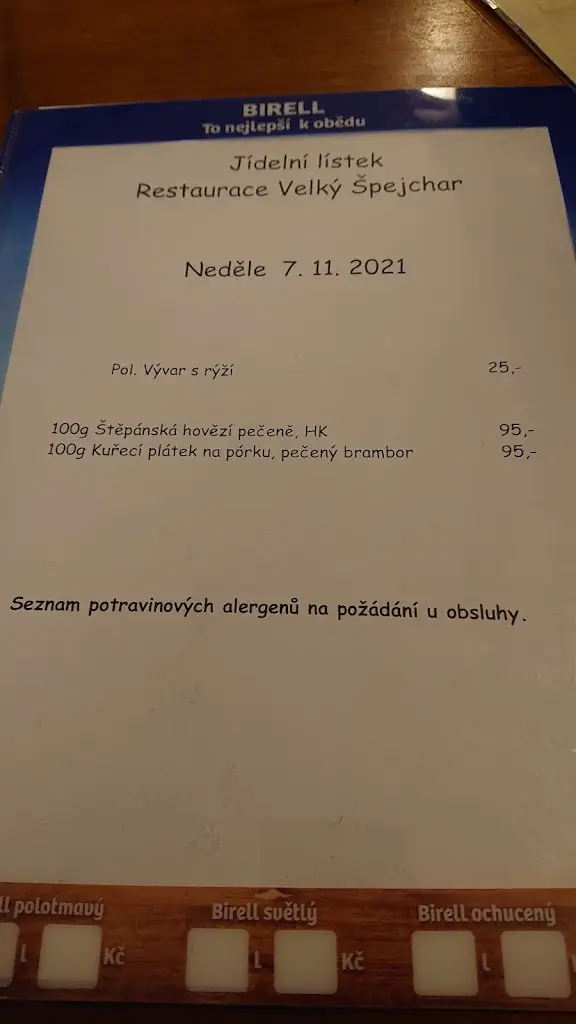 BIRELL
To nejlepší k obědu
Jídelní lístek
Restaurace Velký Špejchar
Neděle 7. 11. 2021
Pol. Vývar s rýží 25,-
100g Štěpánská hovězí pečeně, HK 95,-
100g Kuřecí plátek na pórku, pečený brambor 95,-
Seznam potravinových alergenů na požádání u obsluhy.
ll polotmavý Birell světlý Birell ochucený
l Kč l Kč l